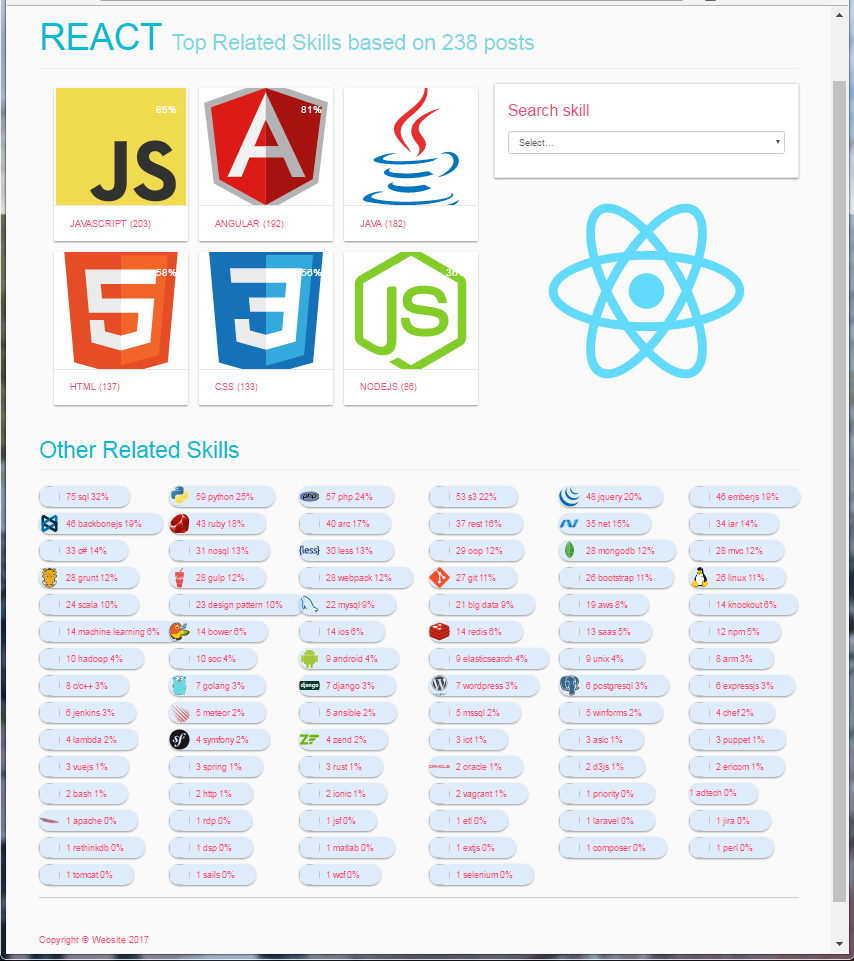 REACT Top Related Skills based on 238 posts
85%
JS
JAVASCRIPT (203)
81%
A
ANGULAR (192)
JAVA (182)
Search skill
Select...
58%
5
HTML (137)
56%
3
CSS (133)
36%
JS
NODEJS (86)
Other Related Skills
75 sql 32% 59 python 25% php 57 php 24% 53 s3 22% 48 jquery 20% 46 emberjs 19%
46 backbonejs 19% 43 ruby 18% 40 arc 17% 37 rest 16% 35 net 15% 34 iar 14%
33 c# 14% 31 nosql 13% {less} 30 less 13% 29 oop 12% 28 mongodb 12% 28 mvc 12%
28 grunt 12% 28 gulp 12% 28 webpack 12% 27 git 11% 26 bootstrap 11% 26 linux 11%
24 scala 10% 23 design pattern 10% 22 mysql 9% 21 big data 9% 19 aws 8% 14 knockout 6%
14 machine learning 6% 14 bower 6% 14 ios 6% 14 redis 6% 13 saas 5% 12 npm 5%
10 hadoop 4% 10 soc 4% 9 android 4% 9 elasticsearch 4% 9 unix 4% 8 arm 3%
8 c/c++ 3% 7 golang 3% django 7 django 3% 7 wordpress 3% 6 postgresql 3% 6 expressjs 3%
6 jenkins 3% 5 meteor 2% 5 ansible 2% 5 mssql 2% 5 winforms 2% 4 chef 2%
4 lambda 2% sf 4 symfony 2% ZF 4 zend 2% 3 iot 1% 3 asic 1% 3 puppet 1%
3 vuejs 1% 3 spring 1% 3 rust 1% ORACLE 2 oracle 1% 2 d3js 1% 2 ericom 1%
2 bash 1% 2 http 1% 2 ionic 1% 2 vagrant 1% 1 priority 0% 1 adtech 0%
1 apache 0% 1 rdp 0% 1 jsf 0% 1 etl 0% 1 laravel 0% 1 jira 0%
1 rethinkdb 0% 1 dsp 0% 1 matlab 0% 1 extjs 0% 1 composer 0% 1 perl 0%
1 tomcat 0% 1 sails 0% 1 wcf 0% 1 selenium 0%
Copyright © Website 2017